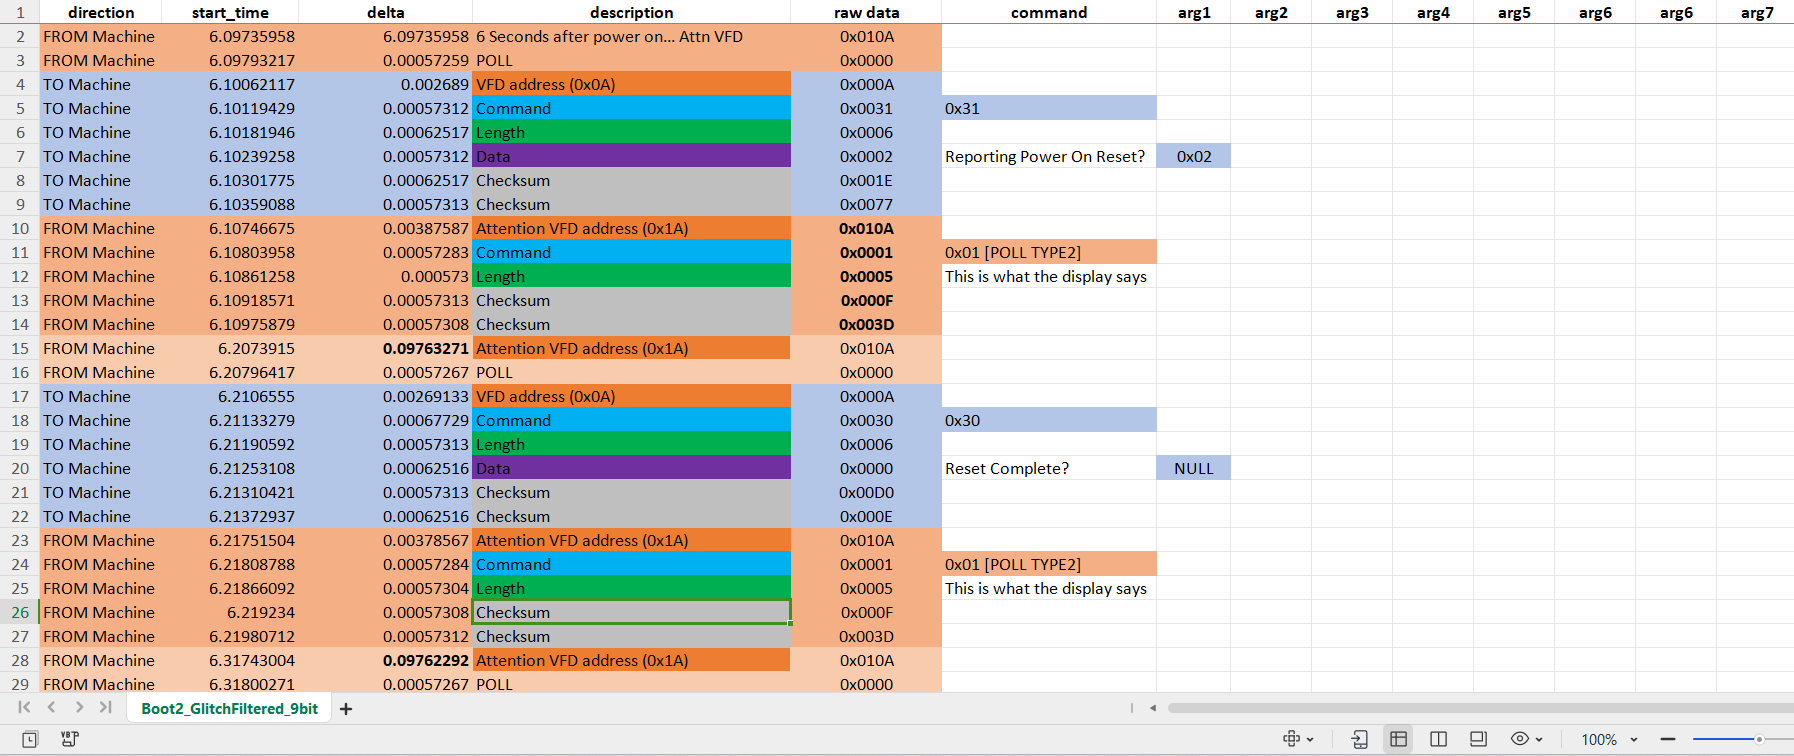 1 direction start_time delta description raw data command arg1 arg2 arg3 arg4 arg5 arg6 arg6 arg7
2 FROM Machine 6.09735958 6.09735958 6 Seconds after power on... Attn VFD 0x010A
3 FROM Machine 6.09793217 0.00057259 POLL 0x0000
4 TO Machine 6.10062117 0.002689 VFD address (0x0A) 0x000A
5 TO Machine 6.10119429 0.00057312 Command 0x0031 0x31
6 TO Machine 6.10181946 0.00062517 Length 0x0006
7 TO Machine 6.10239258 0.00057312 Data 0x0002 Reporting Power On Reset? 0x02
8 TO Machine 6.10301775 0.00062517 Checksum 0x001E
9 TO Machine 6.10359088 0.00057313 Checksum 0x0077
10 FROM Machine 6.10746675 0.00387587 Attention VFD address (0x1A) 0x010A
11 FROM Machine 6.10803958 0.00057283 Command 0x0001 0x01 [POLL TYPE2]
12 FROM Machine 6.10861258 0.000573 Length 0x0005 This is what the display says
13 FROM Machine 6.10918571 0.00057313 Checksum 0x000F
14 FROM Machine 6.10975879 0.00057308 Checksum 0x003D
15 FROM Machine 6.2073915 0.09763271 Attention VFD address (0x1A) 0x010A
16 FROM Machine 6.20796417 0.00057267 POLL 0x0000
17 TO Machine 6.2106555 0.00269133 VFD address (0x0A) 0x000A
18 TO Machine 6.21133279 0.00067729 Command 0x0030 0x30
19 TO Machine 6.21190592 0.00057313 Length 0x0006
20 TO Machine 6.21253108 0.00062516 Data 0x0000 Reset Complete? NULL
21 TO Machine 6.21310421 0.00057313 Checksum 0x00D0
22 TO Machine 6.21372937 0.00062516 Checksum 0x000E
23 FROM Machine 6.21751504 0.00378567 Attention VFD address (0x1A) 0x010A
24 FROM Machine 6.21808788 0.00057284 Command 0x0001 0x01 [POLL TYPE2]
25 FROM Machine 6.21866092 0.00057304 Length 0x0005 This is what the display says
26 FROM Machine 6.219234 0.00057308 Checksum 0x000F
27 FROM Machine 6.21980712 0.00057312 Checksum 0x003D
28 FROM Machine 6.31743004 0.09762292 Attention VFD address (0x1A) 0x010A
29 FROM Machine 6.31800271 0.00057267 POLL 0x0000
Boot2_GlitchFiltered_9bit
100%